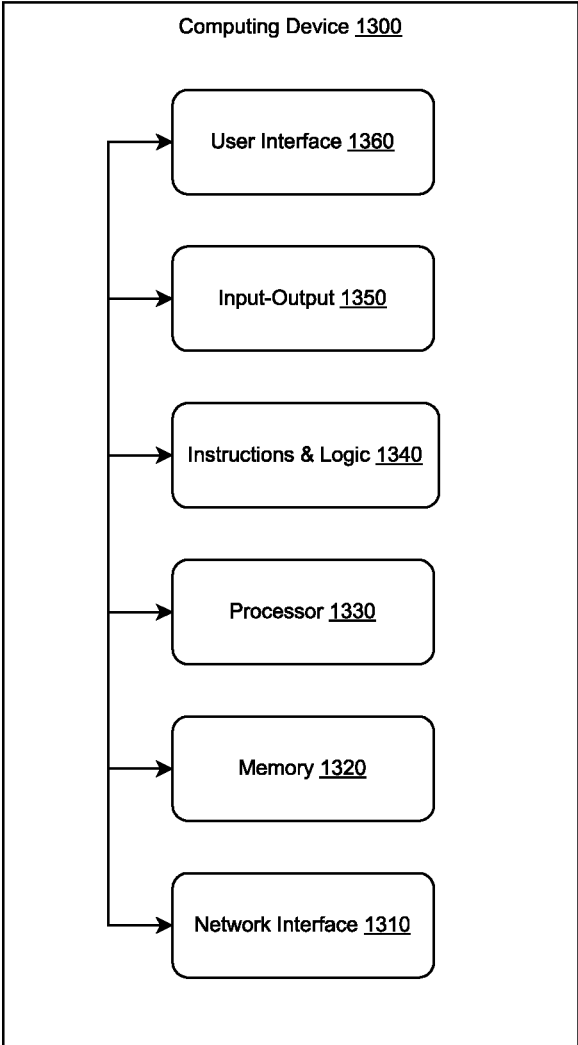 Computing Device 1300
User Interface 1360
Input-Output 1350
Instructions & Logic 1340
Processor 1330
Memory 1320
Network Interface 1310